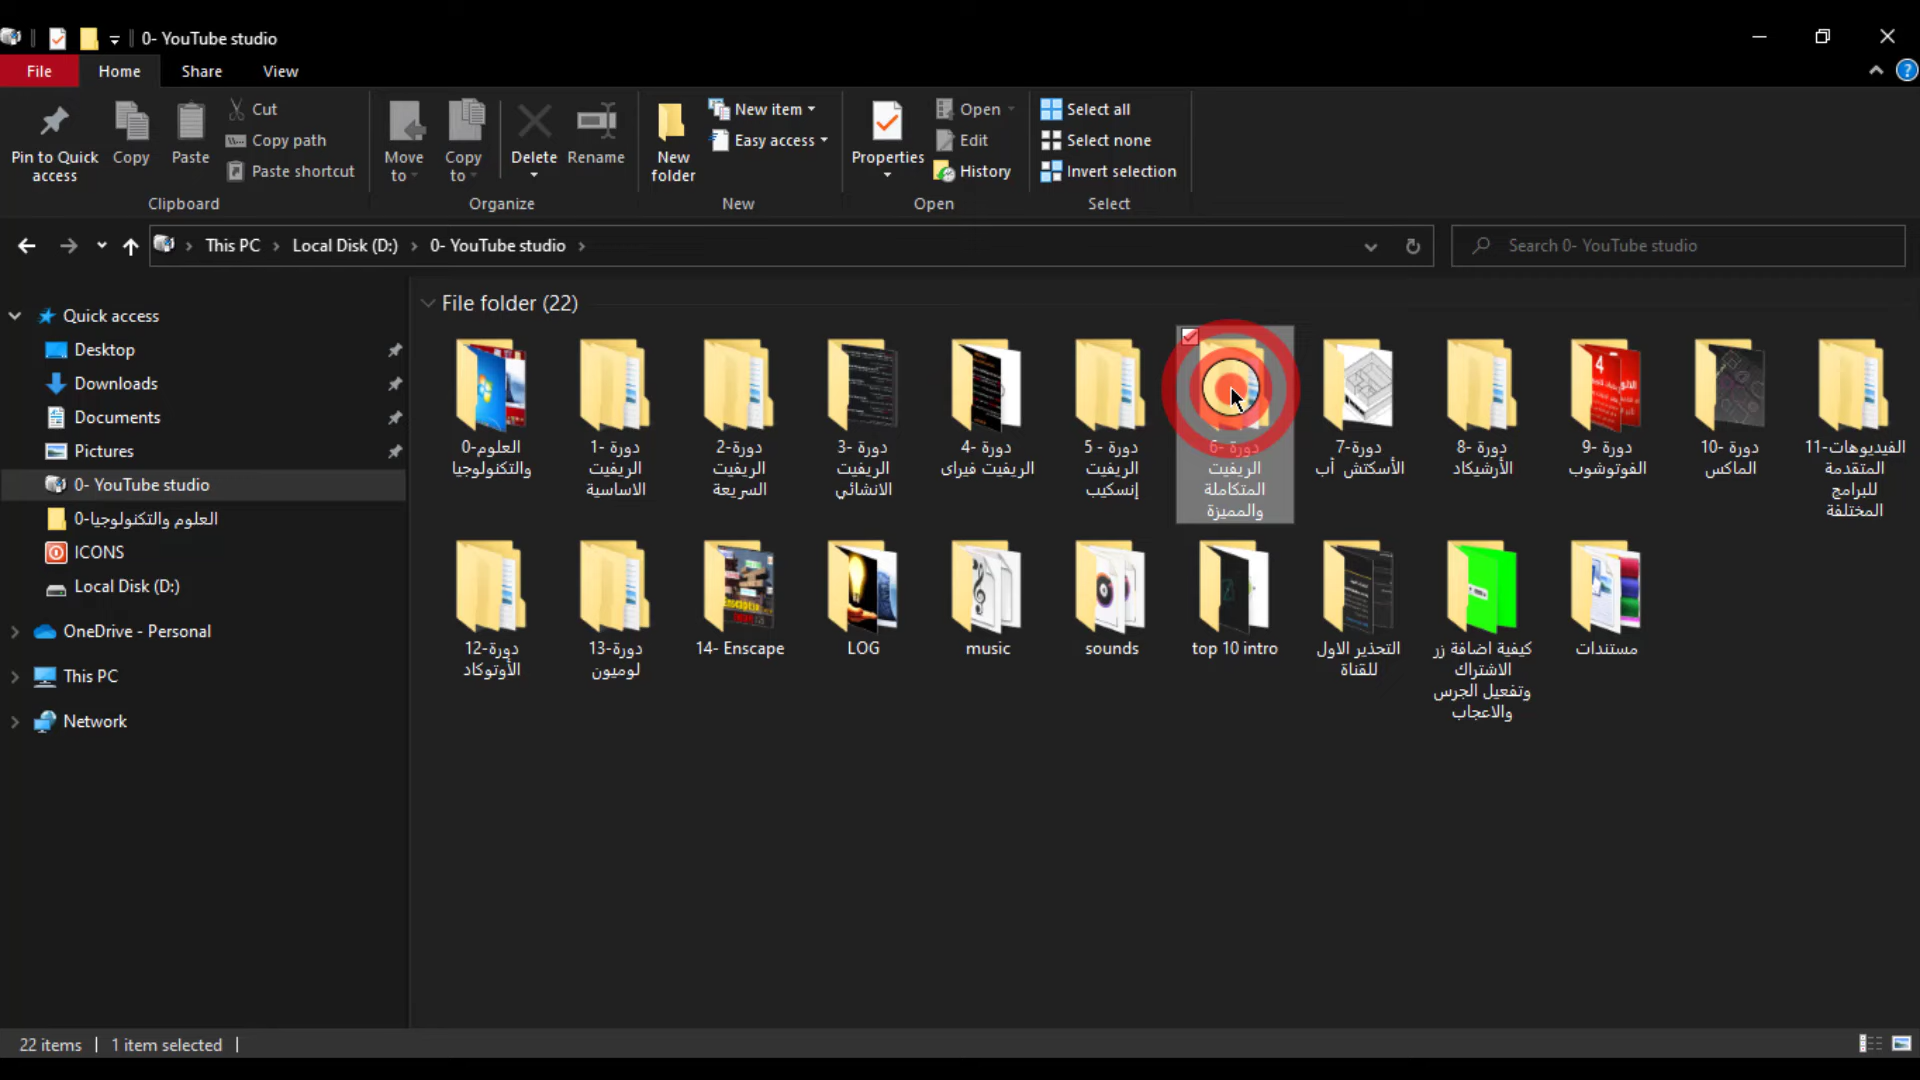 0- YouTube studio
File
Home
Share
View
Pin to Quick access
Copy
Paste
Cut
Copy path
Paste shortcut
Clipboard
Move to
Copy to
Delete
Rename
Organize
New folder
New item
Easy access
New
Properties
Open
Edit
History
Open
Select all
Select none
Invert selection
Select
This PC
Local Disk (D:)
0- YouTube studio
Search 0- YouTube studio
Quick access
Desktop
Downloads
Documents
Pictures
0- YouTube studio
0-العلوم والتكنولوجيا
ICONS
Local Disk (D:)
OneDrive - Personal
This PC
Network
File folder (22)
0-العلوم
والتكنولوجيا
1- دورة
الريفيت
الاساسية
2-دورة
الريفيت
السريعة
3- دورة
الريفيت
الانشائي
4- دورة
الريفيت فيراى
5 - دورة
الريفيت
إنسكيب
6- دورة
الريفيت
المتكاملة
والمميزة
7-دورة
الأسكتش أب
8- دورة
الأرشيكاد
9- دورة
الفوتوشوب
10- دورة
الماكس
11-الفيديوهات
المتقدمة
للبرامج
المختلفة
12-دورة
الأوتوكاد
13-دورة
لوميون
14- Enscape
LOG
music
sounds
top 10 intro
التحذير الاول
للقناة
كيفية اضافة زر
الاشتراك
وتفعيل الجرس
والاعجاب
مستندات
22 items
1 item selected